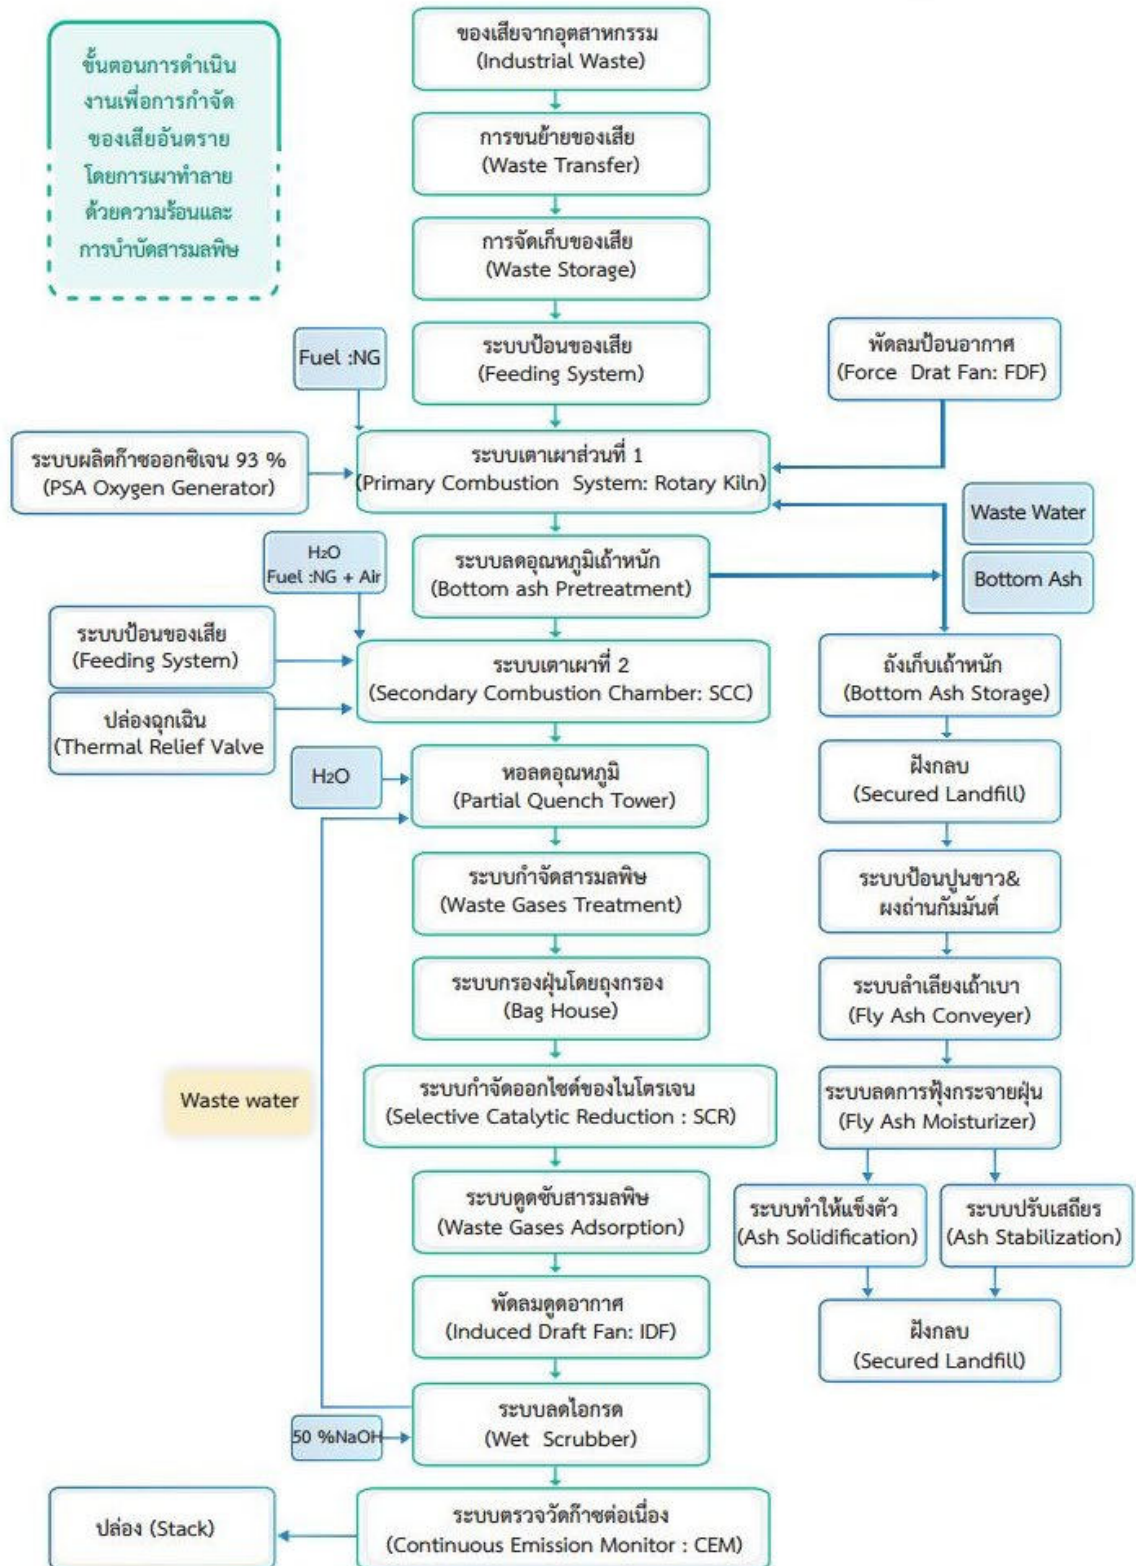 ขั้นตอนการดำเนิน
งานเพื่อการกำจัด
ของเสียอันตราย
โดยการเผาทำลาย
ด้วยความร้อนและ
การบำบัดสารมลพิษ
ของเสียจากอุตสาหกรรม
(Industrial Waste)
การขนย้ายของเสีย
(Waste Transfer)
การจัดเก็บของเสีย
(Waste Storage)
Fuel :NG
ระบบป้อนของเสีย
(Feeding System)
พัดลมป้อนอากาศ
(Force Drat Fan: FDF)
ระบบผลิตก๊าซออกซิเจน 93 %
(PSA Oxygen Generator)
ระบบเตาเผาส่วนที่ 1
(Primary Combustion System: Rotary Kiln)
Waste Water
H₂O
Fuel :NG + Air
ระบบลดอุณหภูมิเถ้าหนัก
(Bottom ash Pretreatment)
Bottom Ash
ระบบป้อนของเสีย
(Feeding System)
ระบบเตาเผาที่ 2
(Secondary Combustion Chamber: SCC)
ถังเก็บเถ้าหนัก
(Bottom Ash Storage)
ปล่องฉุกเฉิน
(Thermal Relief Valve
H₂O
หอลดอุณหภูมิ
(Partial Quench Tower)
ฝังกลบ
(Secured Landfill)
ระบบกำจัดสารมลพิษ
(Waste Gases Treatment)
ระบบป้อนปูนขาว&
ผงถ่านกัมมันต์
ระบบกรองฝุ่นโดยถุงกรอง
(Bag House)
ระบบลำเลียงเถ้าเบา
(Fly Ash Conveyer)
Waste water
ระบบกำจัดออกไซต์ของไนโตรเจน
(Selective Catalytic Reduction : SCR)
ระบบลดการฟุ้งกระจายฝุ่น
(Fly Ash Moisturizer)
ระบบดูดซับสารมลพิษ
(Waste Gases Adsorption)
ระบบทำให้แข็งตัว
(Ash Solidification)
ระบบปรับเสถียร
(Ash Stabilization)
พัดลมดูดอากาศ
(Induced Draft Fan: IDF)
ฝังกลบ
(Secured Landfill)
50 %NaOH
ระบบลดไอกรด
(Wet Scrubber)
ปล่อง (Stack)
ระบบตรวจวัดก๊าซต่อเนื่อง
(Continuous Emission Monitor : CEM)